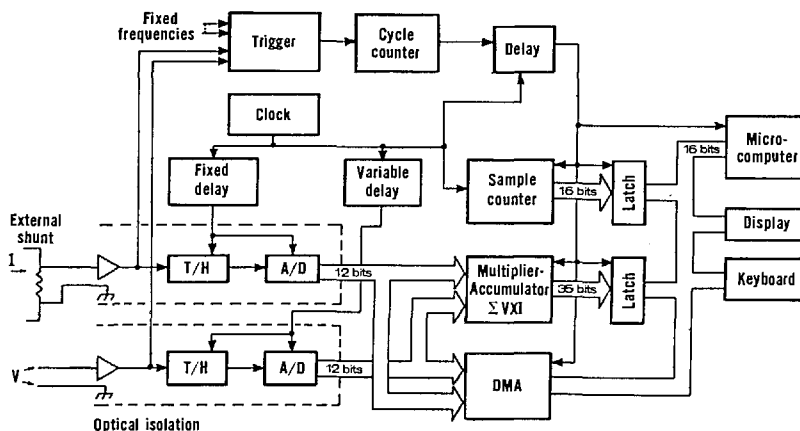 Fixed
frequencies
Trigger
Cycle
counter
Delay
Clock
Fixed
delay
Variable
delay
Sample
counter
16 bits
Latch
16 bits
Micro-
computer
Display
Keyboard
External
shunt
I
T/H
A/D
12 bits
Multiplier-
Accumulator
Σ VXI
35 bits
Latch
V
T/H
A/D
12 bits
DMA
Optical isolation